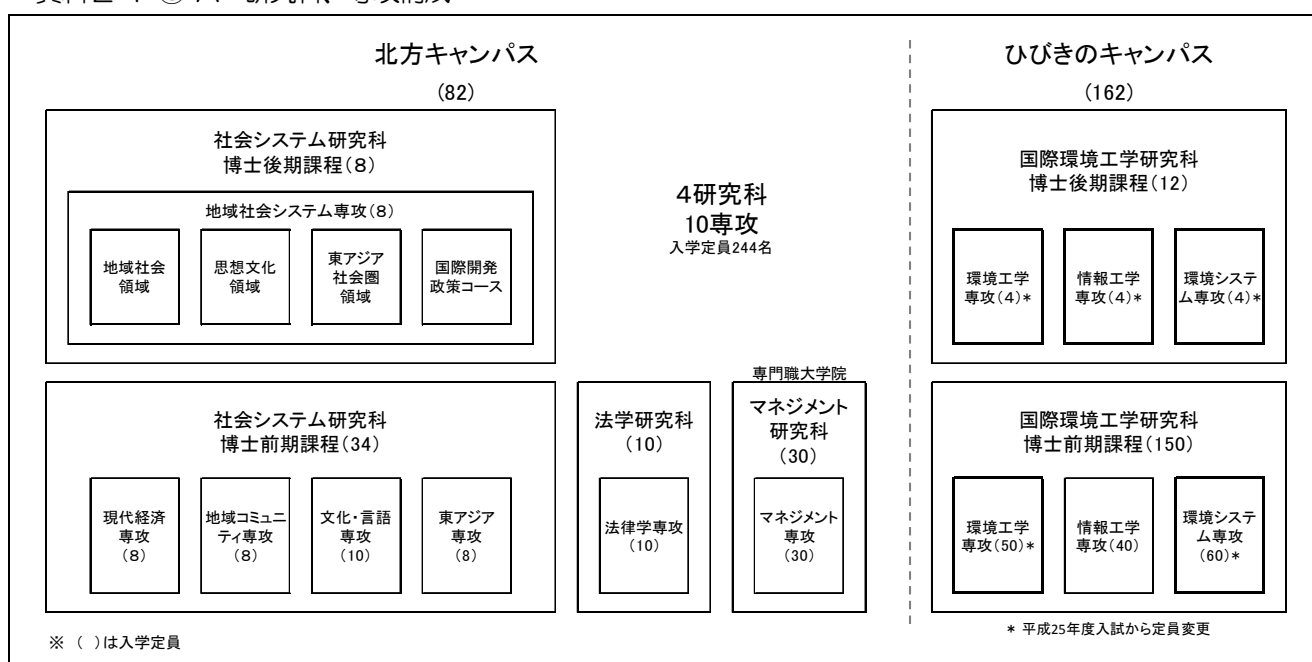 北方キャンパス
(82)
社会システム研究科
博士後期課程(8)
地域社会システム専攻(8)
地域社会
領域
思想文化
領域
東アジア
社会圏
領域
国際開発
政策コース
4研究科
10専攻
入学定員244名
社会システム研究科
博士前期課程(34)
現代経済
専攻
(8)
地域コミュニ
ティ専攻
(8)
文化・言語
専攻
(10)
東アジア
専攻
(8)
法学研究科
(10)
法律学専攻
(10)
専門職大学院
マネジメント
研究科
(30)
マネジメント
専攻
(30)
※ ( )は入学定員
ひびきのキャンパス
(162)
国際環境工学研究科
博士後期課程(12)
環境工学
専攻(4)*
情報工学
専攻(4)*
環境システ
ム専攻(4)*
国際環境工学研究科
博士前期課程(150)
環境工学
専攻(50)*
情報工学
専攻(40)
環境システ
ム専攻
(60)*
* 平成25年度入試から定員変更